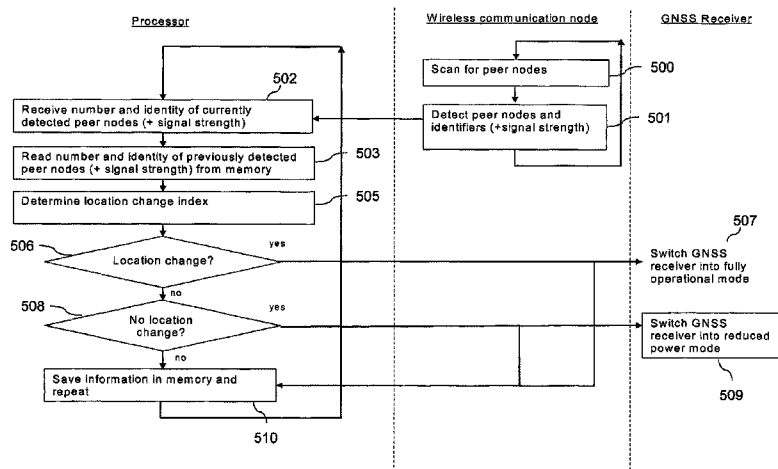 Processor
Wireless communication node
GNSS Receiver
Scan for peer nodes
500
502
Receive number and identity of currently
detected peer nodes (+ signal strength)
Detect peer nodes and
identifiers (+signal strength)
501
503
Read number and identity of previously detected
peer nodes (+ signal strength) from memory
505
Determine location change index
506
yes
Location change?
507
Switch GNSS
receiver into fully
operational mode
no
508
yes
No location
change?
Switch GNSS
receiver into reduced
power mode
no
509
Save information in memory and
repeat
510